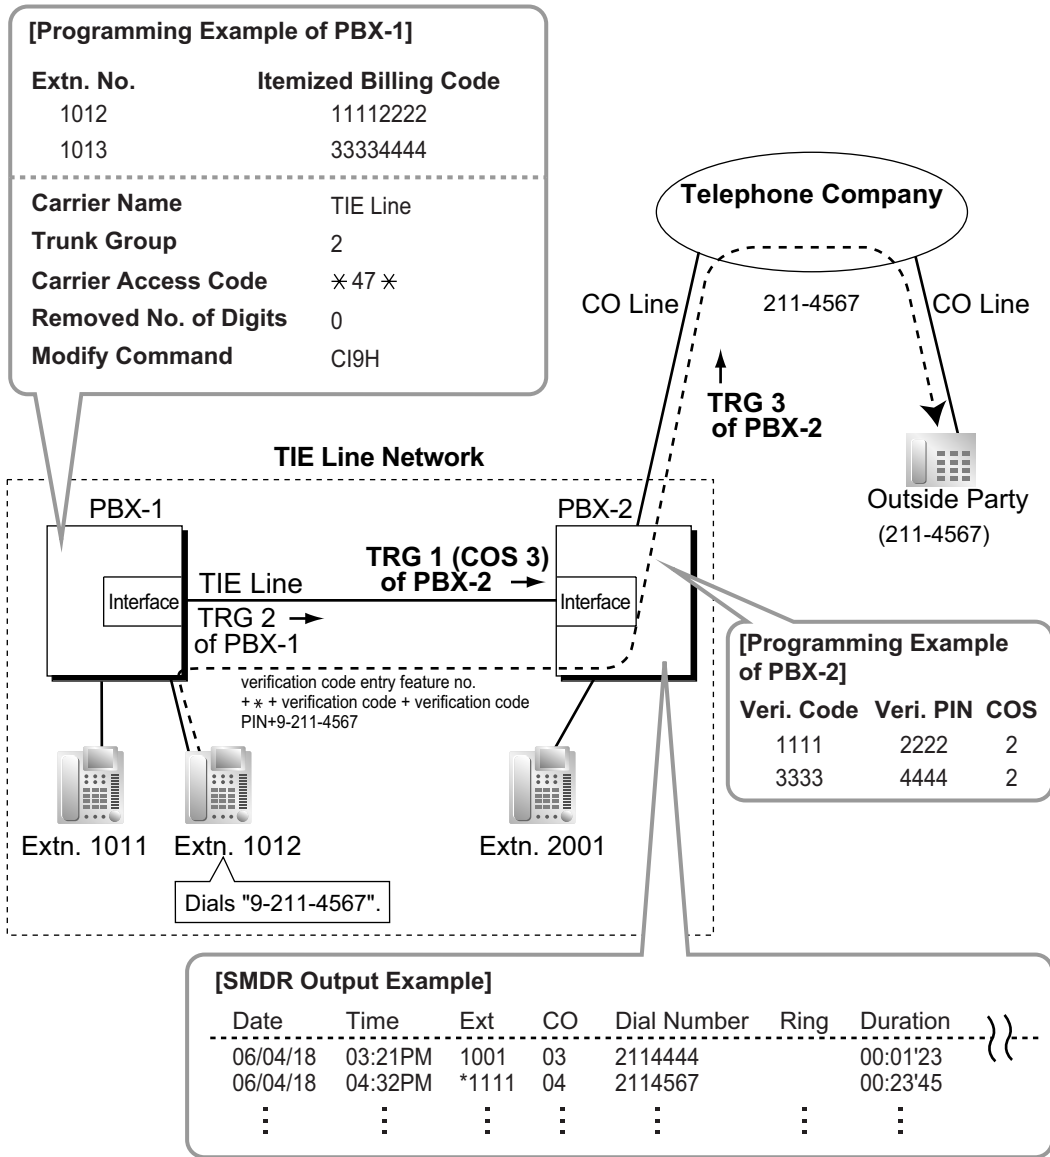 [Programming Example of PBX-1]
Extn. No. Itemized Billing Code
1012 11112222
1013 33334444
Carrier Name TIE Line
Trunk Group 2
Carrier Access Code ✳47✳
Removed No. of Digits 0
Modify Command CI9H
Telephone Company
CO Line 211-4567 CO Line
TRG 3
of PBX-2
Outside Party
(211-4567)
TIE Line Network
PBX-1 PBX-2
Interface
TIE Line
TRG 2 →
of PBX-1
TRG 1 (COS 3)
of PBX-2 →
Interface
verification code entry feature no.
+ ✳ + verification code + verification code
PIN+9-211-4567
[Programming Example
of PBX-2]
Veri. Code Veri. PIN COS
1111 2222 2
3333 4444 2
Extn. 1011 Extn. 1012 Extn. 2001
Dials "9-211-4567".
[SMDR Output Example]
Date Time Ext CO Dial Number Ring Duration
06/04/18 03:21PM 1001 03 2114444 00:01'23
06/04/18 04:32PM *1111 04 2114567 00:23'45